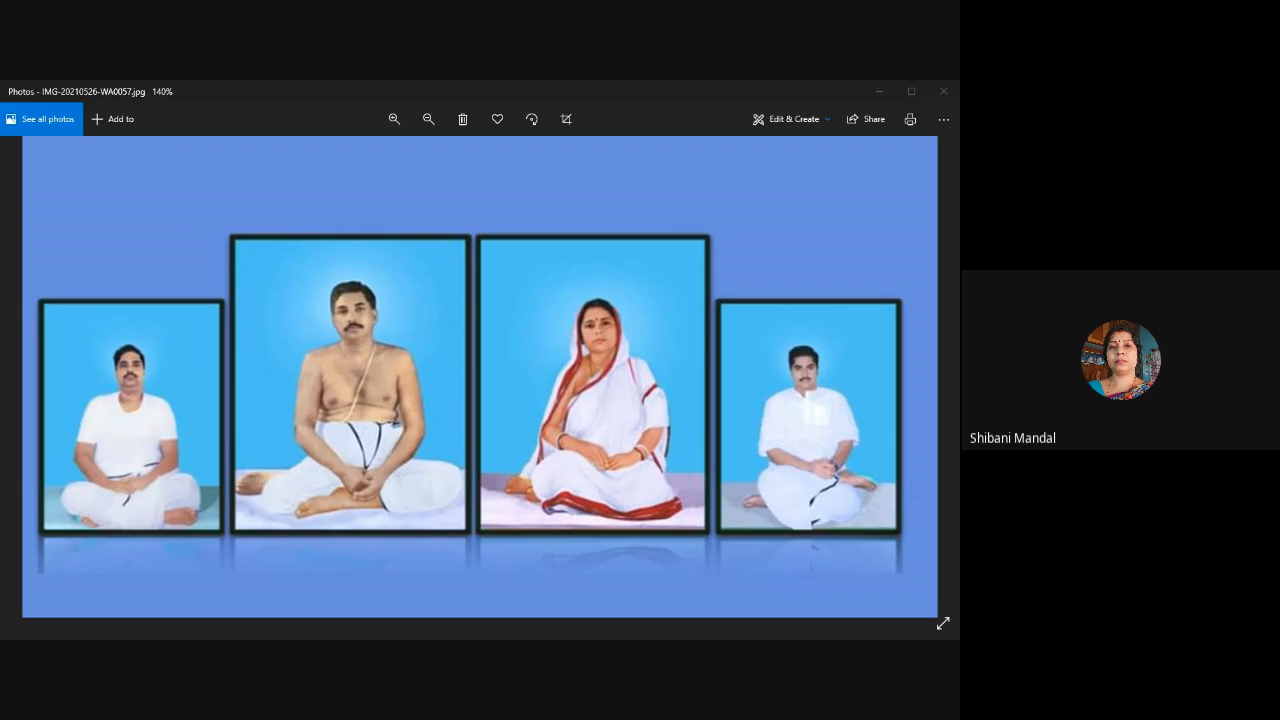 Photos - IMG-20210526-WA0057.jpg 140%
See all photos
Add to
Edit & Create
Share
Shibani Mandal